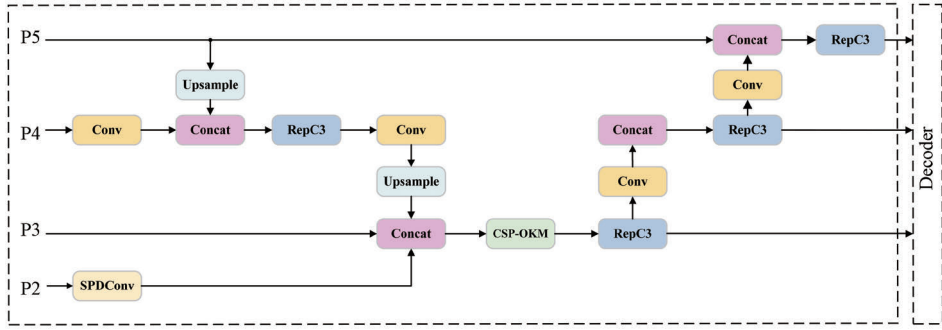 P5
Concat
RepC3
Upsample
Conv
P4
Conv
Concat
RepC3
Conv
Concat
RepC3
Upsample
Conv
P3
Concat
CSP-OKM
RepC3
P2
SPDConv
Decoder